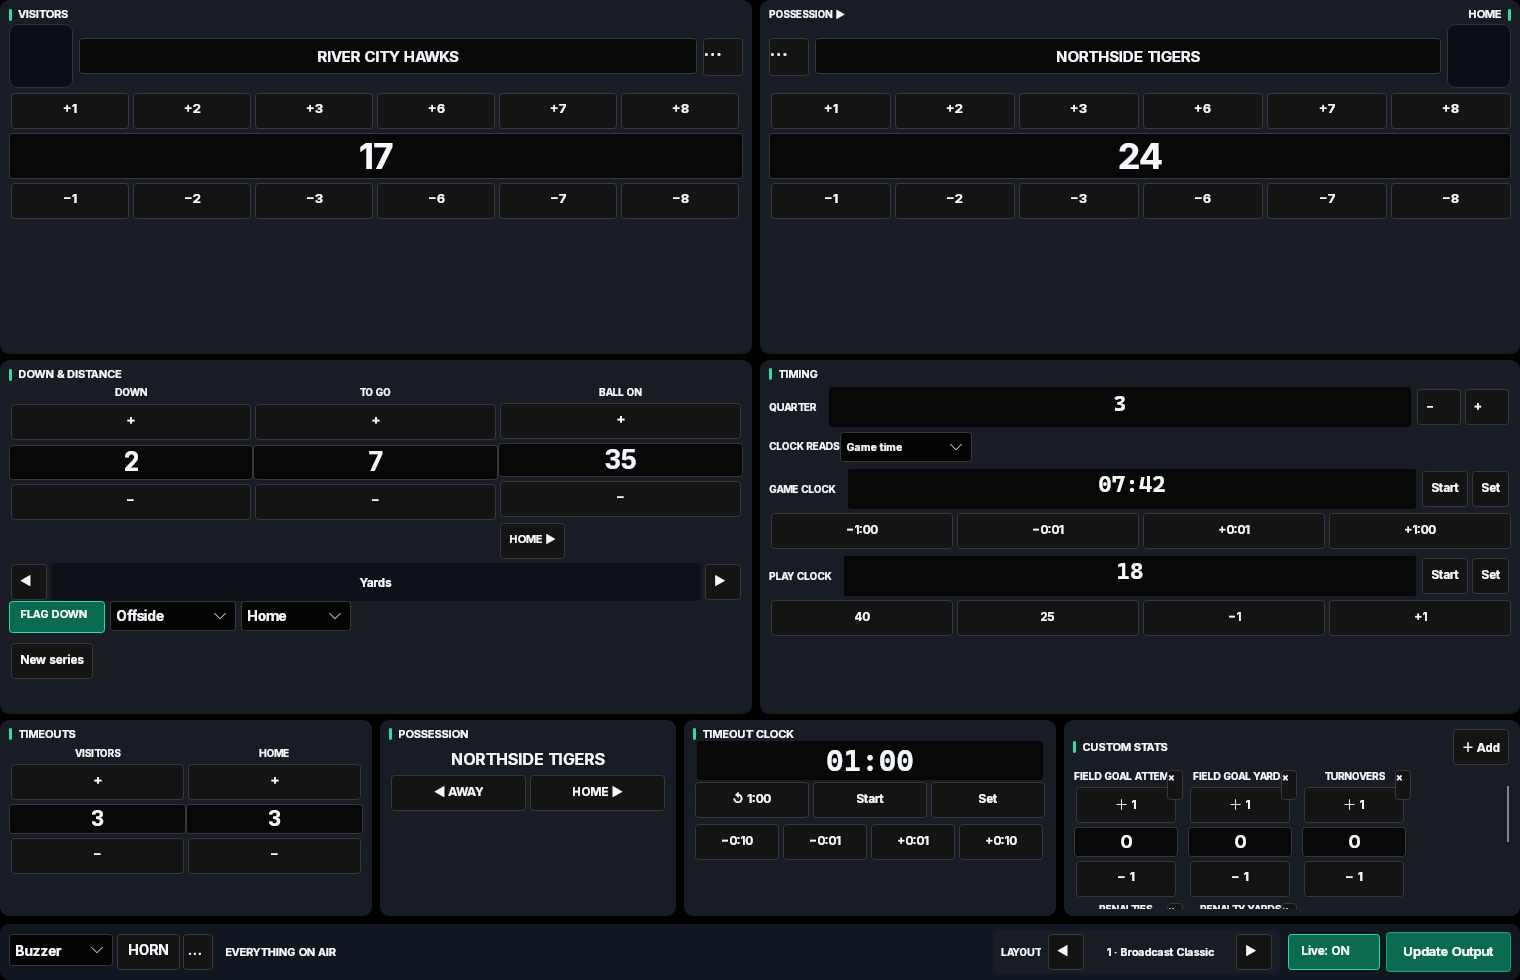 VISITORS
RIVER CITY HAWKS
...
+1 +2 +3 +6 +7 +8
17
−1 −2 −3 −6 −7 −8
POSSESSION ▶ HOME
... NORTHSIDE TIGERS
+1 +2 +3 +6 +7 +8
24
−1 −2 −3 −6 −7 −8
DOWN & DISTANCE
DOWN TO GO BALL ON
+ + +
2 7 35
− − −
HOME ▶
◀ Yards ▶
FLAG DOWN Offside Home
New series
TIMING
QUARTER 3 − +
CLOCK READS Game time
GAME CLOCK 07:42 Start Set
−1:00 −0:01 +0:01 +1:00
PLAY CLOCK 18 Start Set
40 25 −1 +1
TIMEOUTS
VISITORS HOME
+ +
3 3
− −
POSSESSION
NORTHSIDE TIGERS
◀ AWAY HOME ▶
TIMEOUT CLOCK
01:00
↺ 1:00 Start Set
−0:10 −0:01 +0:01 +0:10
CUSTOM STATS + Add
FIELD GOAL ATTEM × FIELD GOAL YARD × TURNOVERS ×
+ 1 + 1 + 1
0 0 0
− 1 − 1 − 1
PENALTIES × PENALTY YARDS ×
Buzzer HORN ... EVERYTHING ON AIR
LAYOUT ◀ 1 · Broadcast Classic ▶ Live: ON Update Output